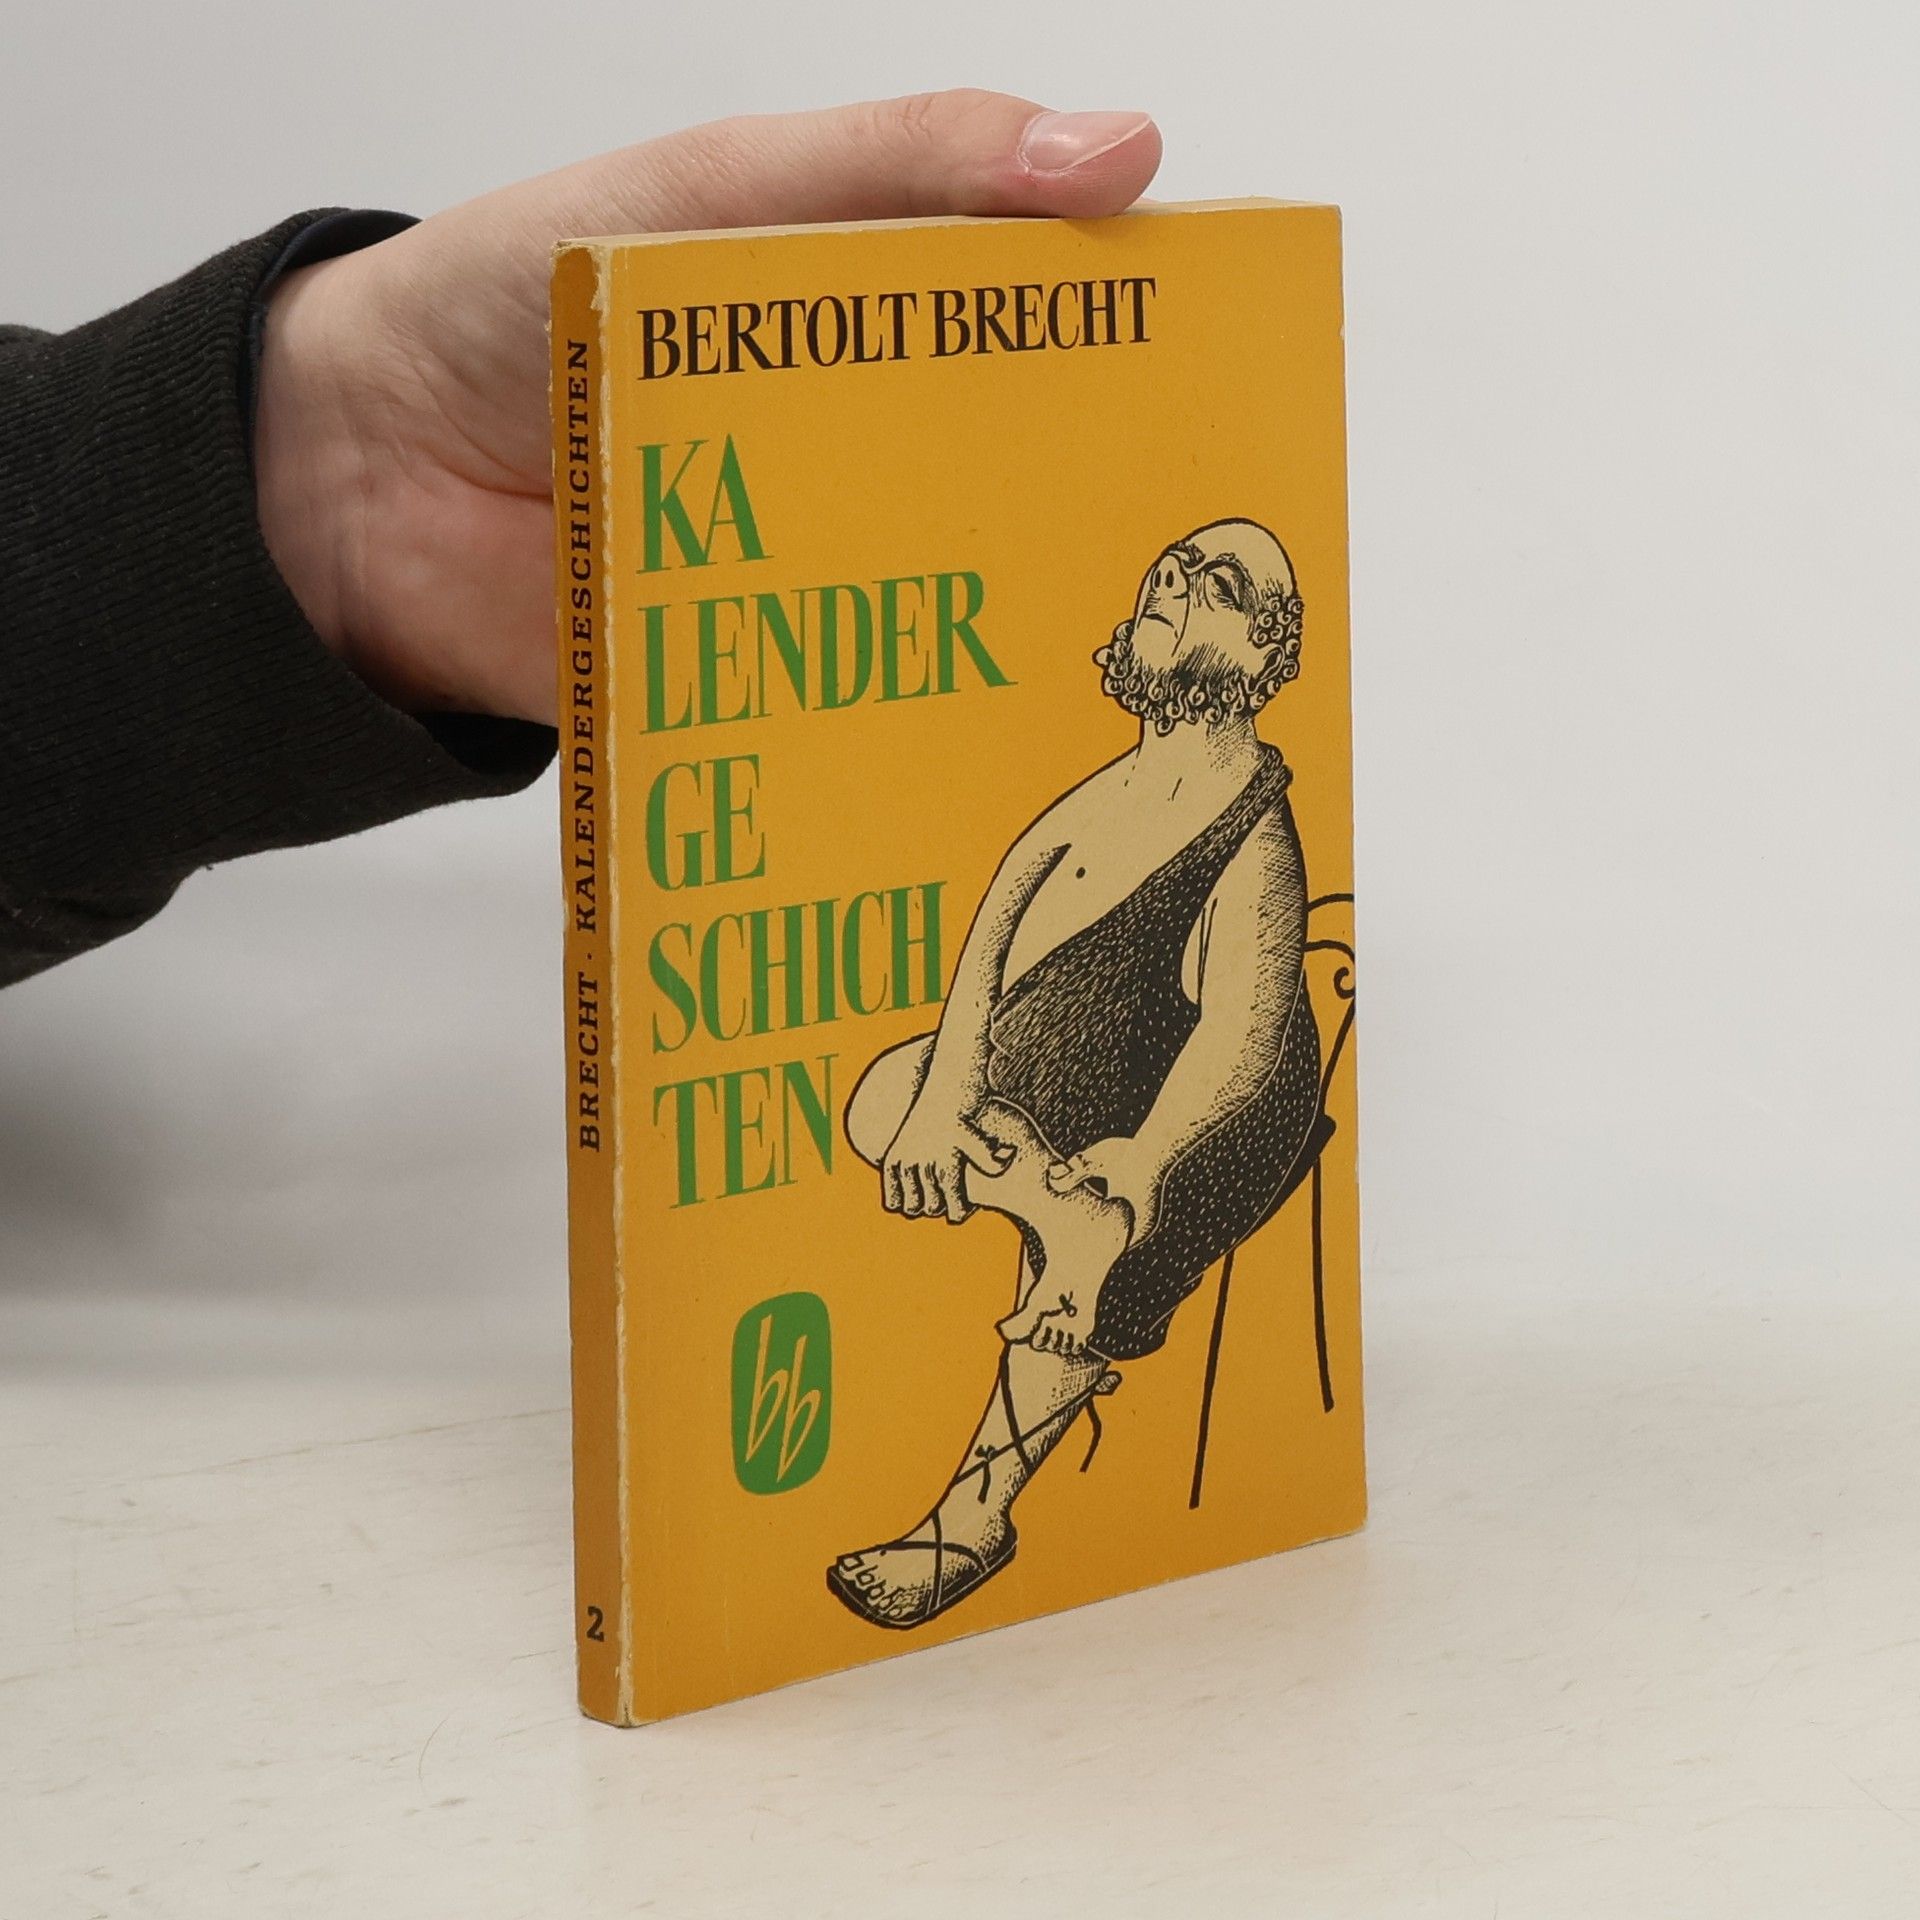 BERTOLT BRECHT
KA
LENDER
GE
SCHICH
TEN
bb
BRECHT · KALENDERGESCHICHTEN
2